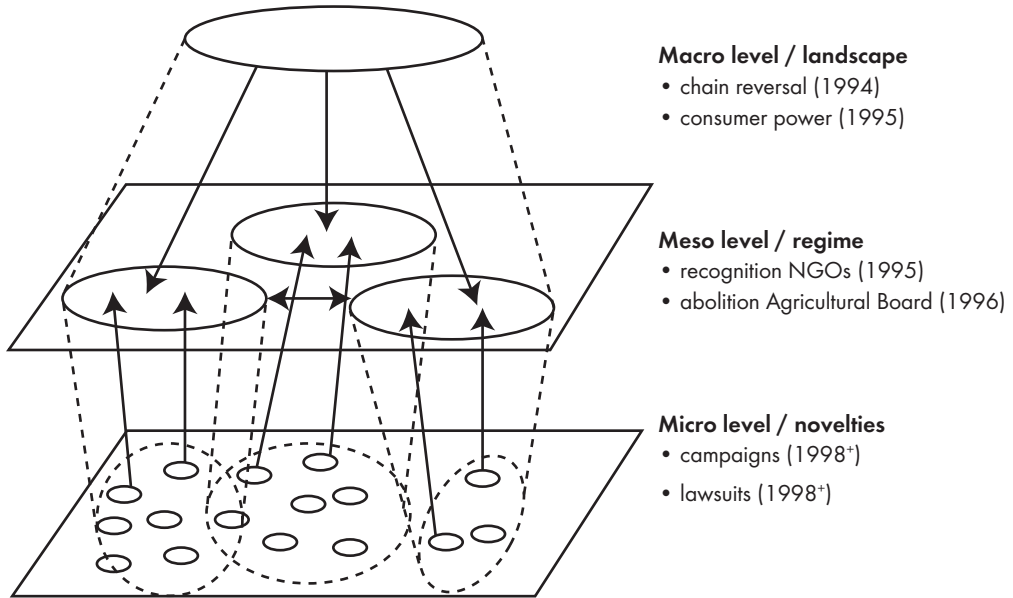 Macro level / landscape
• chain reversal (1994)
• consumer power (1995)
Meso level / regime
• recognition NGOs (1995)
• abolition Agricultural Board (1996)
Micro level / novelties
• campaigns (1998⁺)
• lawsuits (1998⁺)